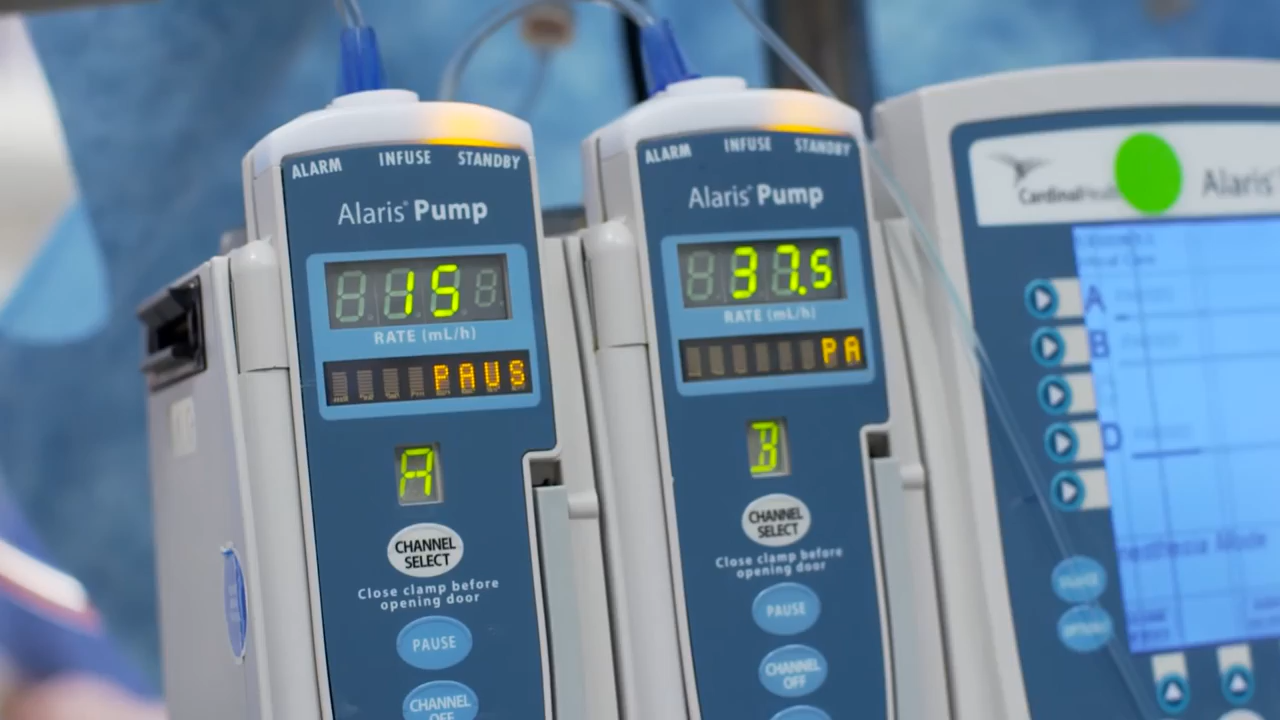 ALARM INFUSE STANDBY
Alaris® Pump
15
RATE (mL/h)
PAUS
A
CHANNEL
SELECT
Close clamp before
opening door
PAUSE
CHANNEL
OFF
ALARM INFUSE STANDBY
Alaris® Pump
37.5
RATE (mL/h)
PA
B
CHANNEL
SELECT
Close clamp before
opening door
PAUSE
CHANNEL
OFF
Alaris
A
B
D